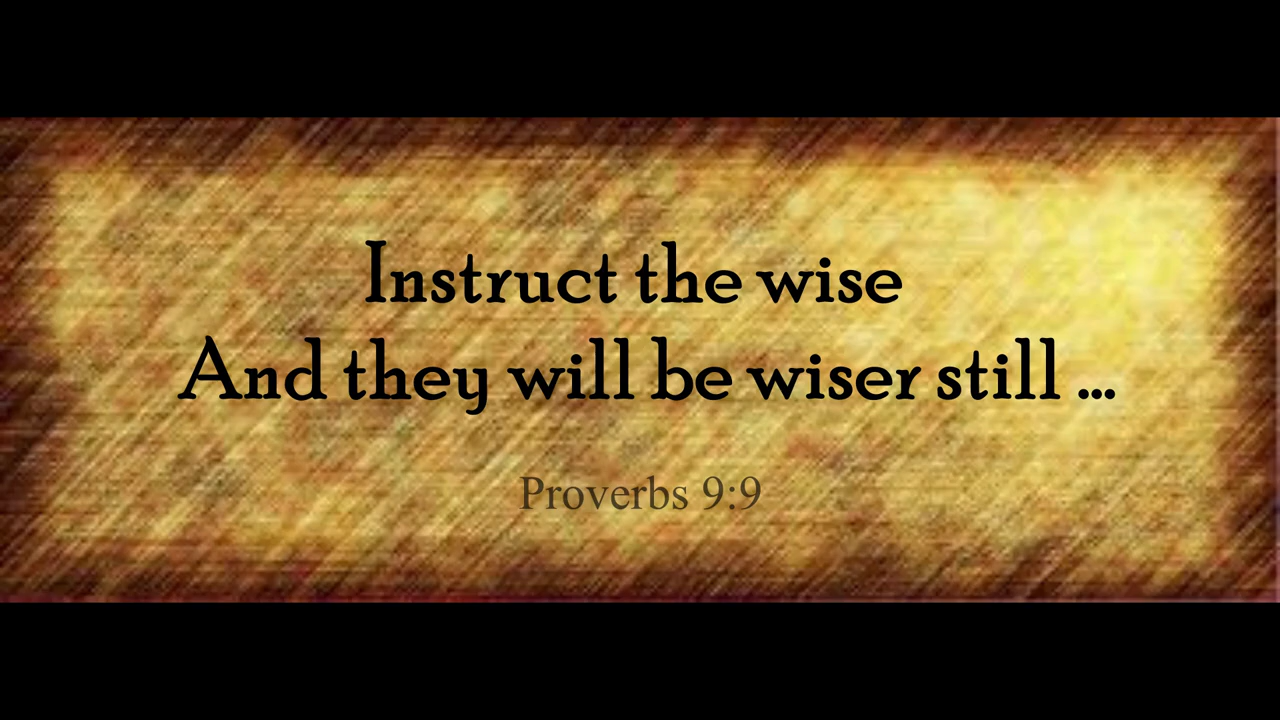 Instruct the wise
And they will be wiser still ...
Proverbs 9:9